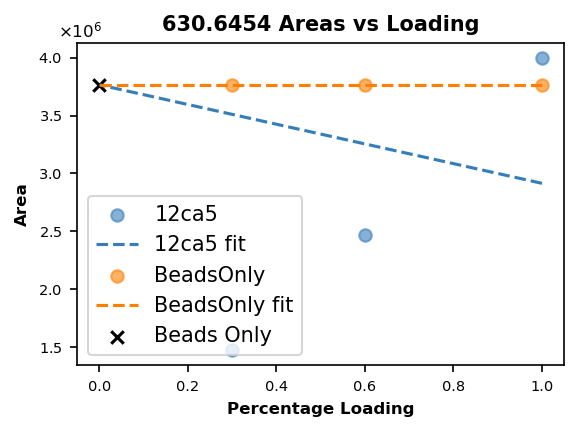 630.6454 Areas vs Loading
×10⁶
4.0
3.5
3.0
2.5
2.0
1.5
Area
12ca5
12ca5 fit
BeadsOnly
BeadsOnly fit
Beads Only
0.0 0.2 0.4 0.6 0.8 1.0
Percentage Loading